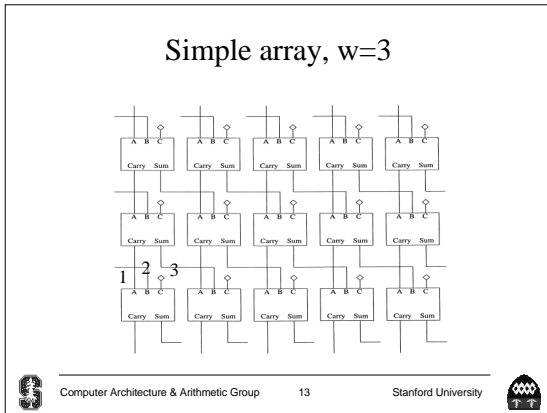 Simple array, w=3
A B C A B C A B C A B C A B C
Carry Sum Carry Sum Carry Sum Carry Sum Carry Sum
A B C A B C A B C A B C A B C
Carry Sum Carry Sum Carry Sum Carry Sum Carry Sum
1 2 3
A B C A B C A B C A B C A B C
Carry Sum Carry Sum Carry Sum Carry Sum Carry Sum
Computer Architecture & Arithmetic Group 13 Stanford University